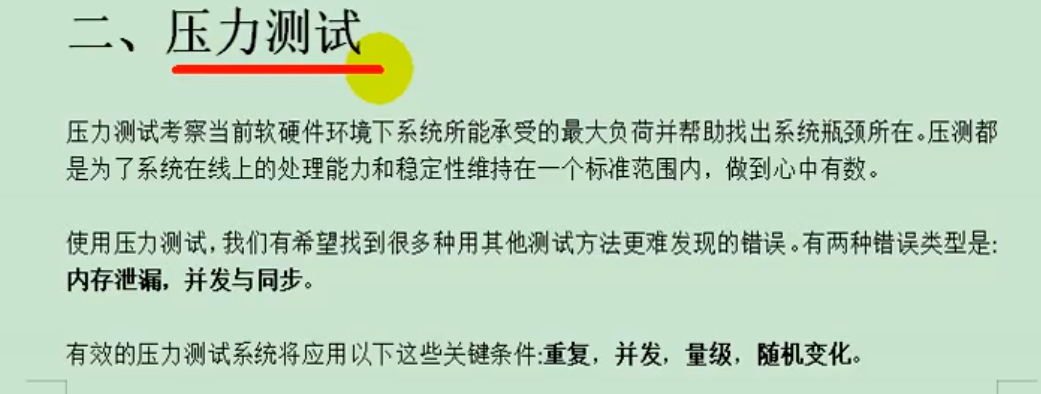 二、压力测试
压力测试考察当前软硬件环境下系统所能承受的最大负荷并帮助找出系统瓶颈所在。压测都
是为了系统在线上的处理能力和稳定性维持在一个标准范围内，做到心中有数。
使用压力测试，我们有希望找到很多种用其他测试方法更难发现的错误。有两种错误类型是:
内存泄漏，并发与同步。
有效的压力测试系统将应用以下这些关键条件:重复，并发，量级，随机变化。